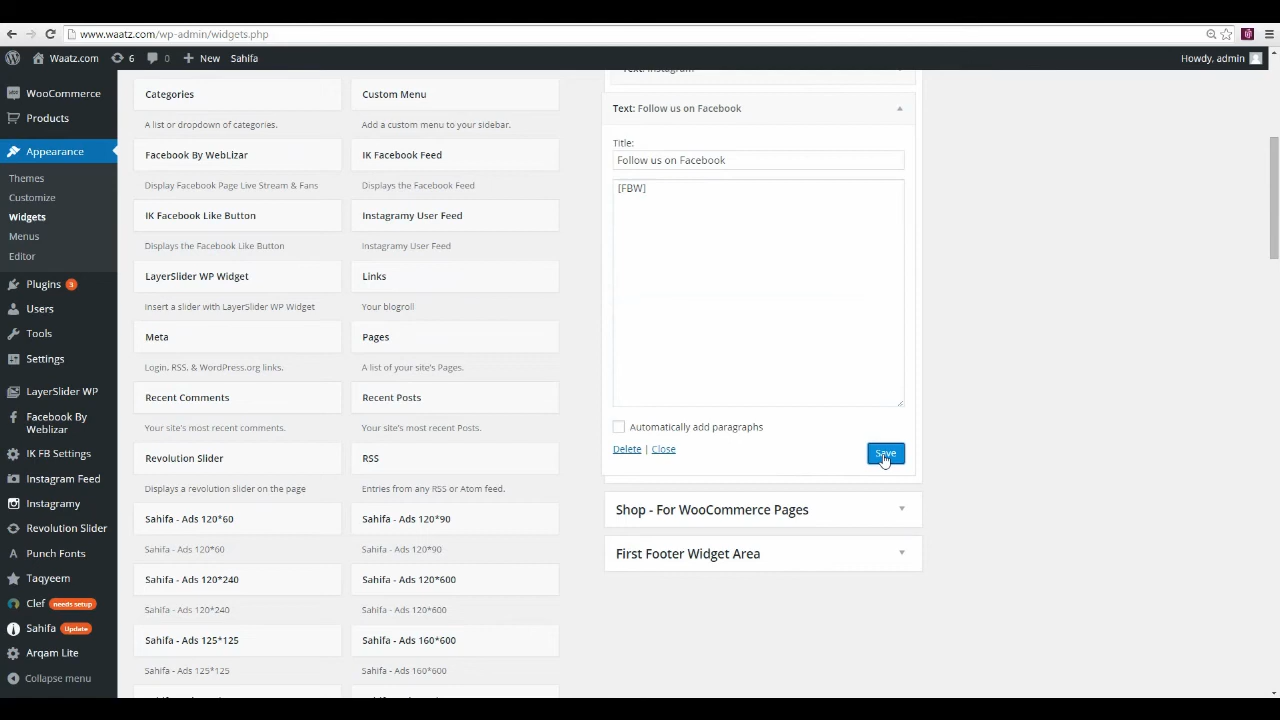 www.waatz.com/wp-admin/widgets.php
Waatz.com 6 0 New Sahifa Howdy, admin
WooCommerce
Products
Appearance
Themes
Customize
Widgets
Menus
Editor
Plugins 3
Users
Tools
Settings
LayerSlider WP
Facebook By
Weblizar
IK FB Settings
Instagram Feed
Instagramy
Revolution Slider
Punch Fonts
Taqyeem
Clef needs setup
Sahifa Update
Arqam Lite
Collapse menu
Categories
A list or dropdown of categories.
Custom Menu
Add a custom menu to your sidebar.
Facebook By WebLizar
Display Facebook Page Live Stream & Fans
IK Facebook Feed
Displays the Facebook Feed
IK Facebook Like Button
Displays the Facebook Like Button
Instagramy User Feed
Instagramy User Feed
LayerSlider WP Widget
Insert a slider with LayerSlider WP Widget
Links
Your blogroll
Meta
Login, RSS, & WordPress.org links.
Pages
A list of your site's Pages.
Recent Comments
Your site's most recent comments.
Recent Posts
Your site's most recent Posts.
Revolution Slider
Displays a revolution slider on the page
RSS
Entries from any RSS or Atom feed.
Sahifa - Ads 120*60
Sahifa - Ads 120*60
Sahifa - Ads 120*90
Sahifa - Ads 120*90
Sahifa - Ads 120*240
Sahifa - Ads 120*240
Sahifa - Ads 120*600
Sahifa - Ads 120*600
Sahifa - Ads 125*125
Sahifa - Ads 125*125
Sahifa - Ads 160*600
Sahifa - Ads 160*600
Text: Instagram
Text: Follow us on Facebook
Title:
Follow us on Facebook
[FBW]
Automatically add paragraphs
Delete | Close
Save
Shop - For WooCommerce Pages
First Footer Widget Area